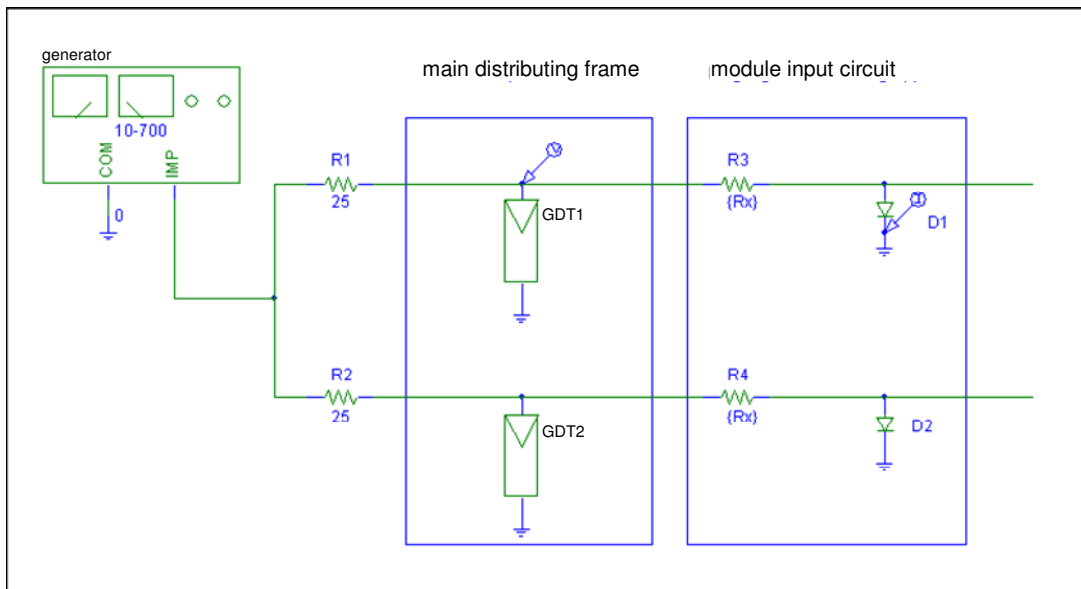 generator
10-700
COM
IMP
0
main distributing frame
module input circuit
R1
25
GDT1
R3
{Rx}
D1
R2
25
GDT2
R4
{Rx}
D2